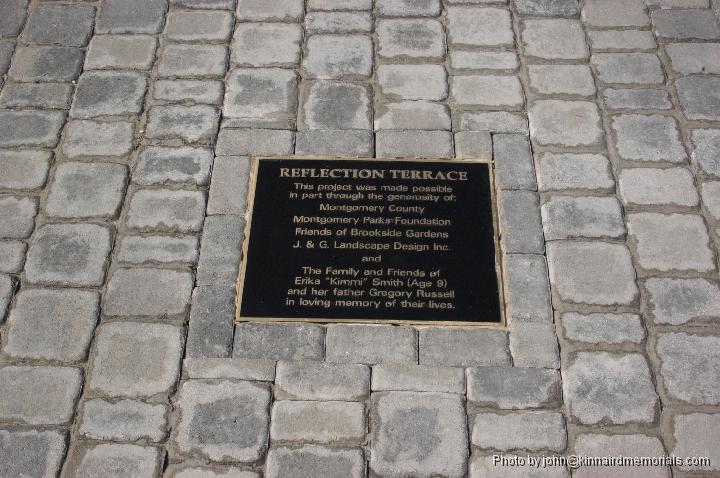 REFLECTION TERRACE
This project was made possible
in part through the generosity of:
Montgomery County
Montgomery Parks Foundation
Friends of Brookside Gardens
J. & G. Landscape Design Inc.
and
The Family and Friends of
Erika "Kimmi" Smith (Age 9)
and her father Gregory Russell
in loving memory of their lives.
Photo by john@kinnairdmemorials.com